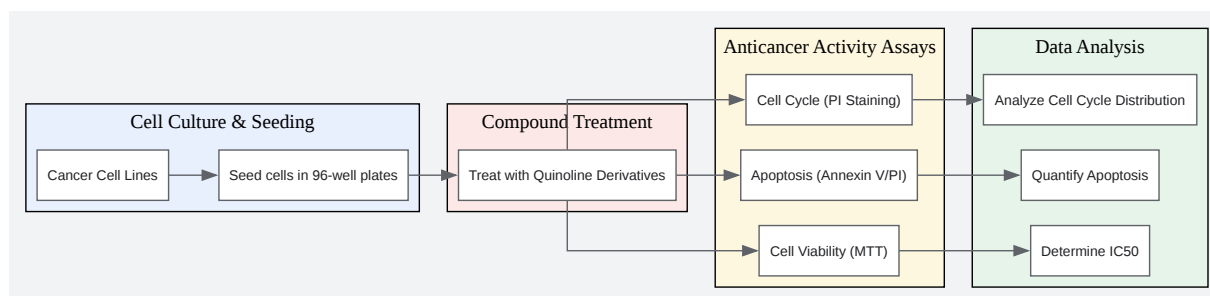 Cell Culture & Seeding
Cancer Cell Lines
Seed cells in 96-well plates
Compound Treatment
Treat with Quinoline Derivatives
Anticancer Activity Assays
Cell Cycle (PI Staining)
Apoptosis (Annexin V/PI)
Cell Viability (MTT)
Data Analysis
Analyze Cell Cycle Distribution
Quantify Apoptosis
Determine IC50